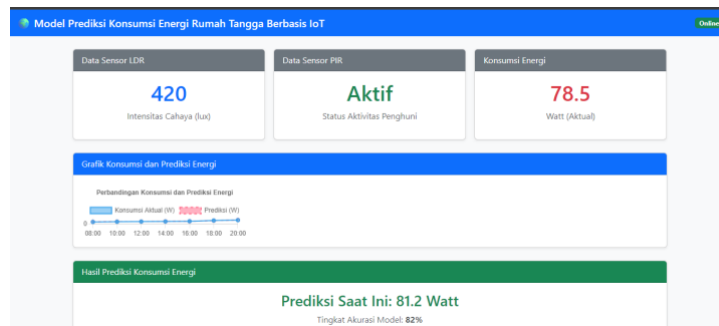 Model Prediksi Konsumsi Energi Rumah Tangga Berbasis IoT
Online
Data Sensor LDR
420
Intensitas Cahaya (lux)
Data Sensor PIR
Aktif
Status Aktivitas Penghuni
Konsumsi Energi
78.5
Watt (Aktual)
Grafik Konsumsi dan Prediksi Energi
Perbandingan Konsumsi dan Prediksi Energi
Konsumsi Aktual (W) Prediksi (W)
0
08:00 10:00 12:00 14:00 16:00 18:00 20:00
Hasil Prediksi Konsumsi Energi
Prediksi Saat Ini: 81.2 Watt
Tingkat Akurasi Model: 82%